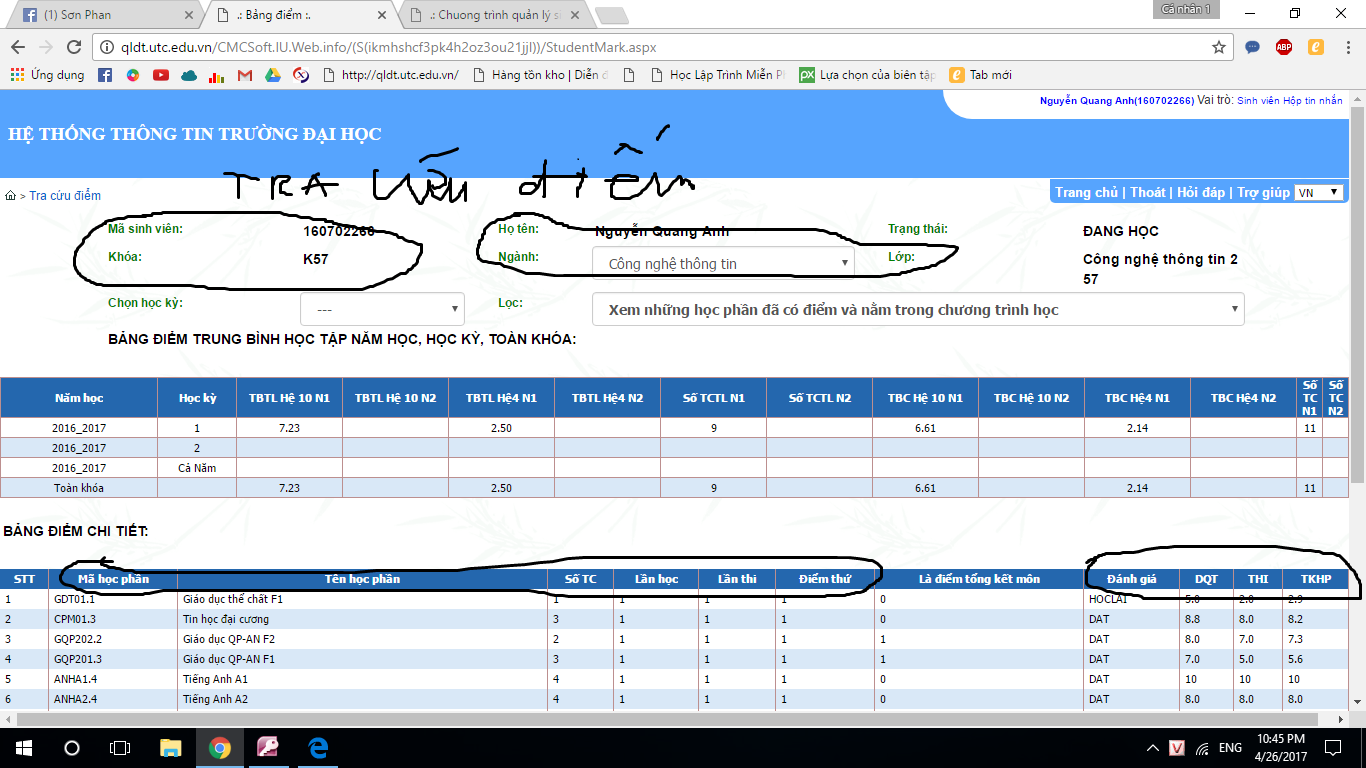 (1) Sơn Phan
.: Bảng điểm :.
.: Chuong trình quản lý si
Cá nhân 1
qldt.utc.edu.vn/CMCSoft.IU.Web.info/(S(ikmhshcf3pk4h2oz3ou21jjl))/StudentMark.aspx
Ứng dụng
http://qldt.utc.edu.vn/
Hàng tồn kho | Diễn đ
Học Lập Trình Miễn P
Lựa chọn của biên tập
Tab mới
Nguyễn Quang Anh(160702266) Vai trò: Sinh viên Hộp tin nhắn
HỆ THỐNG THÔNG TIN TRƯỜNG ĐẠI HỌC
TRA cứu điểm
> Tra cứu điểm
Trang chủ | Thoát | Hỏi đáp | Trợ giúp VN
Mã sinh viên: 160702266 Họ tên: Nguyễn Quang Anh Trạng thái: ĐANG HỌC
Khóa: K57 Ngành: Công nghệ thông tin Lớp: Công nghệ thông tin 2
57
Chọn học kỳ: --- Lọc: Xem những học phần đã có điểm và nằm trong chương trình học
BẢNG ĐIỂM TRUNG BÌNH HỌC TẬP NĂM HỌC, HỌC KỲ, TOÀN KHÓA:
Năm học Học kỳ TBTL Hệ 10 N1 TBTL Hệ 10 N2 TBTL Hệ4 N1 TBTL Hệ4 N2 Số TCTL N1 Số TCTL N2 TBC Hệ 10 N1 TBC Hệ 10 N2 TBC Hệ4 N1 TBC Hệ4 N2 Số TC N1 Số TC N2
2016_2017 1 7.23 2.50 9 6.61 2.14 11
2016_2017 2
2016_2017 Cả Năm
Toàn khóa 7.23 2.50 9 6.61 2.14 11
BẢNG ĐIỂM CHI TIẾT:
STT Mã học phần Tên học phần Số TC Lần học Lần thi Điểm thứ Là điểm tổng kết môn Đánh giá DQT THI TKHP
1 GDT01.1 Giáo dục thể chất F1 1 1 1 1 0 HOCLAI 5.0 2.0 2.9
2 CPM01.3 Tin học đại cương 3 1 1 1 0 DAT 8.8 8.0 8.2
3 GQP202.2 Giáo dục QP-AN F2 2 1 1 1 1 DAT 8.0 7.0 7.3
4 GQP201.3 Giáo dục QP-AN F1 3 1 1 1 1 DAT 7.0 5.0 5.6
5 ANHA1.4 Tiếng Anh A1 4 1 1 1 0 DAT 10 10 10
6 ANHA2.4 Tiếng Anh A2 4 1 1 1 0 DAT 8.0 8.0 8.0
ENG
10:45 PM
4/26/2017